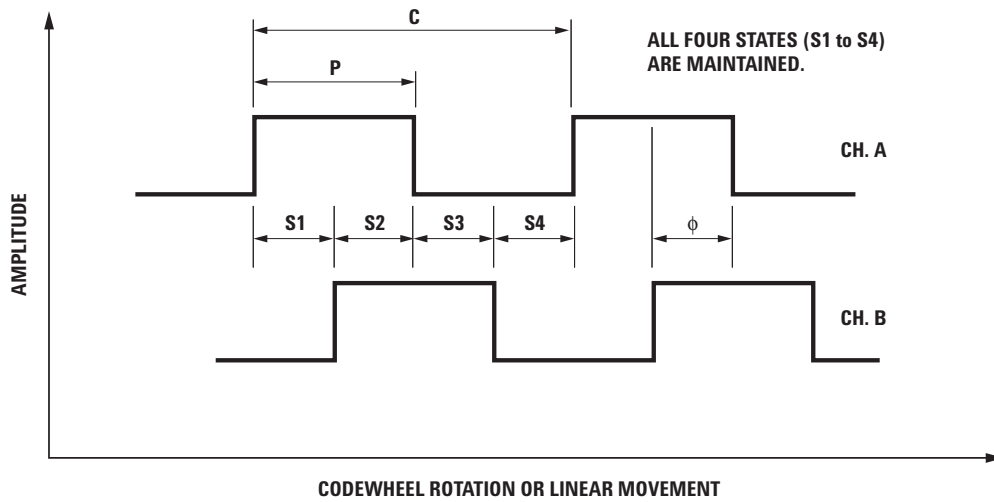 C
ALL FOUR STATES (S1 to S4)
ARE MAINTAINED.
P
CH. A
AMPLITUDE
S1 S2 S3 S4 ϕ
CH. B
CODEWHEEL ROTATION OR LINEAR MOVEMENT